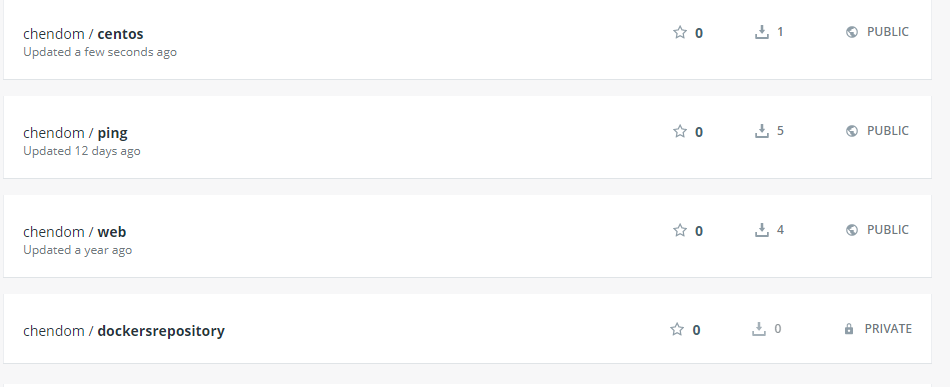 chendom / centos 0 1 PUBLIC
Updated a few seconds ago
chendom / ping 0 5 PUBLIC
Updated 12 days ago
chendom / web 0 4 PUBLIC
Updated a year ago
chendom / dockersrepository 0 0 PRIVATE